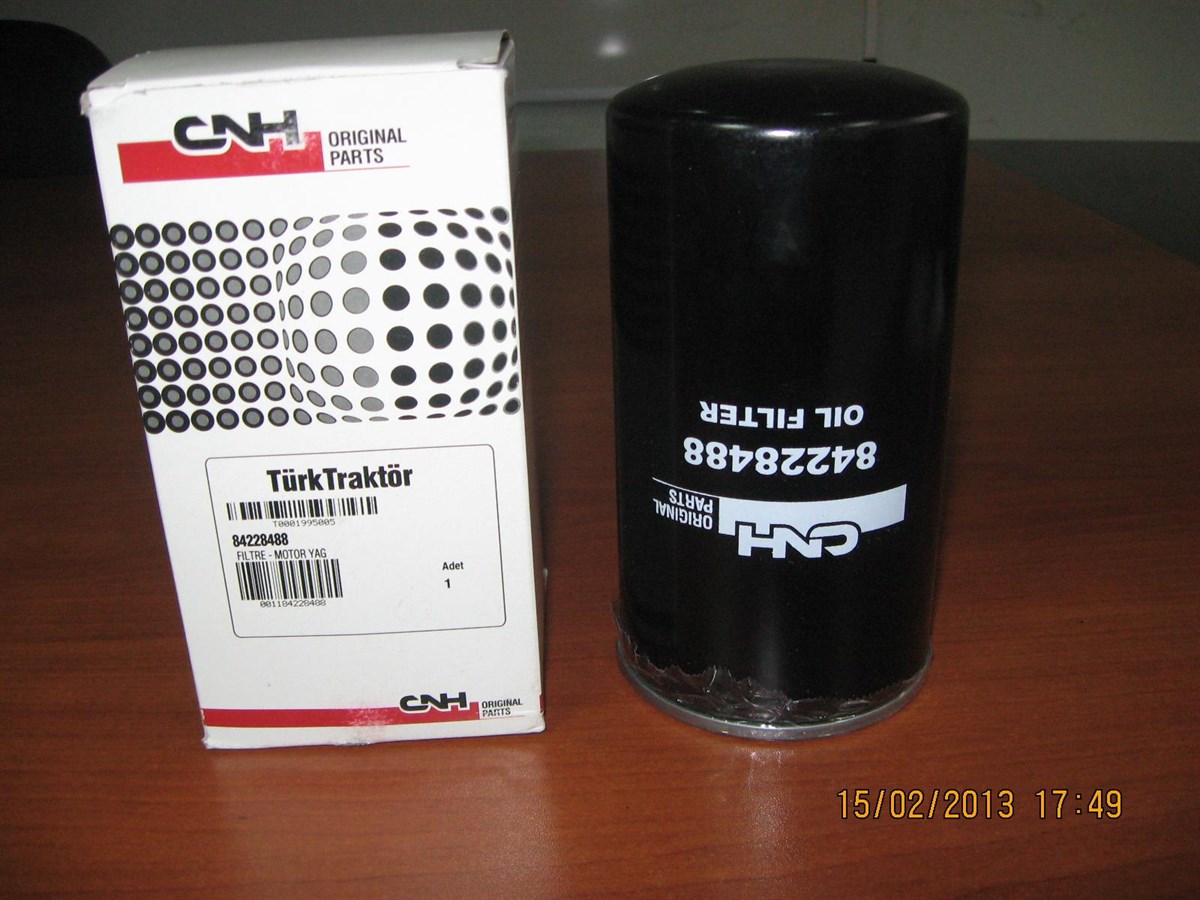 CNH
ORIGINAL
PARTS
TürkTraktör
T0001995005
84228488
FILTRE - MOTOR YAG
Adet
1
001184228488
CNH
ORIGINAL
PARTS
CNH
ORIGINAL
PARTS
84228488
OIL FILTER
15/02/2013 17:49